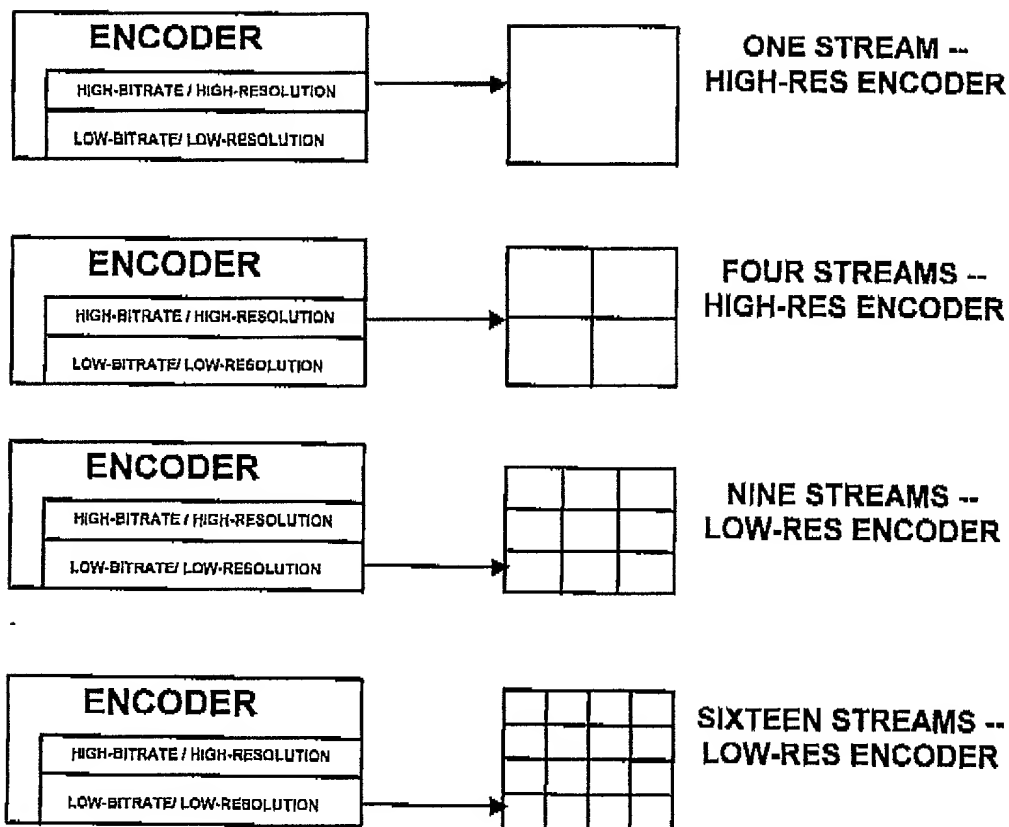 ENCODER
HIGH-BITRATE / HIGH-RESOLUTION
LOW-BITRATE/ LOW-RESOLUTION
ONE STREAM --
HIGH-RES ENCODER
ENCODER
HIGH-BITRATE / HIGH-RESOLUTION
LOW-BITRATE/ LOW-RESOLUTION
FOUR STREAMS --
HIGH-RES ENCODER
ENCODER
HIGH-BITRATE / HIGH-RESOLUTION
LOW-BITRATE/ LOW-RESOLUTION
NINE STREAMS --
LOW-RES ENCODER
ENCODER
HIGH-BITRATE / HIGH-RESOLUTION
LOW-BITRATE/ LOW-RESOLUTION
SIXTEEN STREAMS --
LOW-RES ENCODER